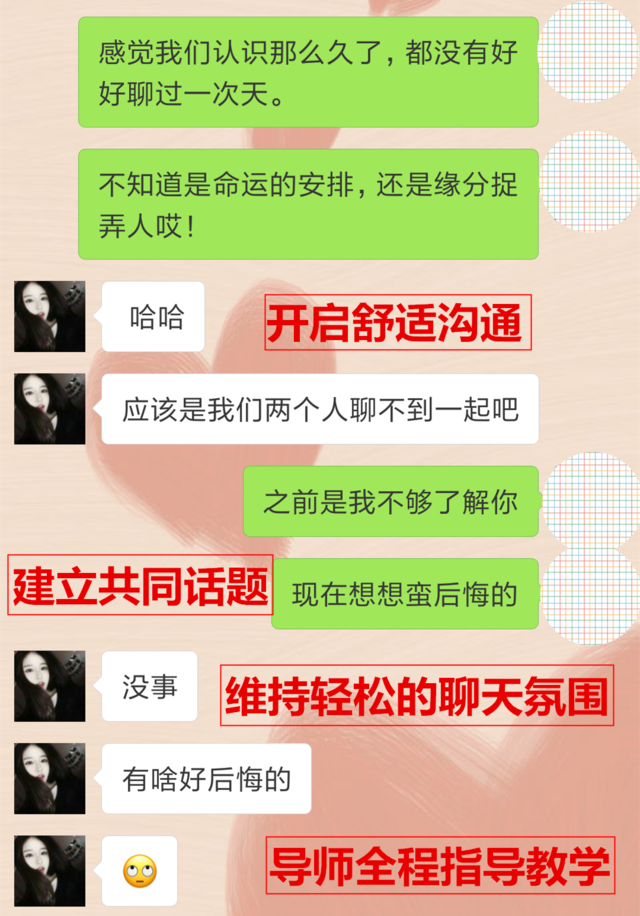 感觉我们认识那么久了,都没有好
好聊过一次天。
不知道是命运的安排,还是缘分捉
弄人哎!
哈哈
开启舒适沟通
应该是我们两个人聊不到一起吧
之前是我不够了解你
建立共同话题
现在想想蛮后悔的
没事
维持轻松的聊天氛围
有啥好后悔的
🙄
导师全程指导教学